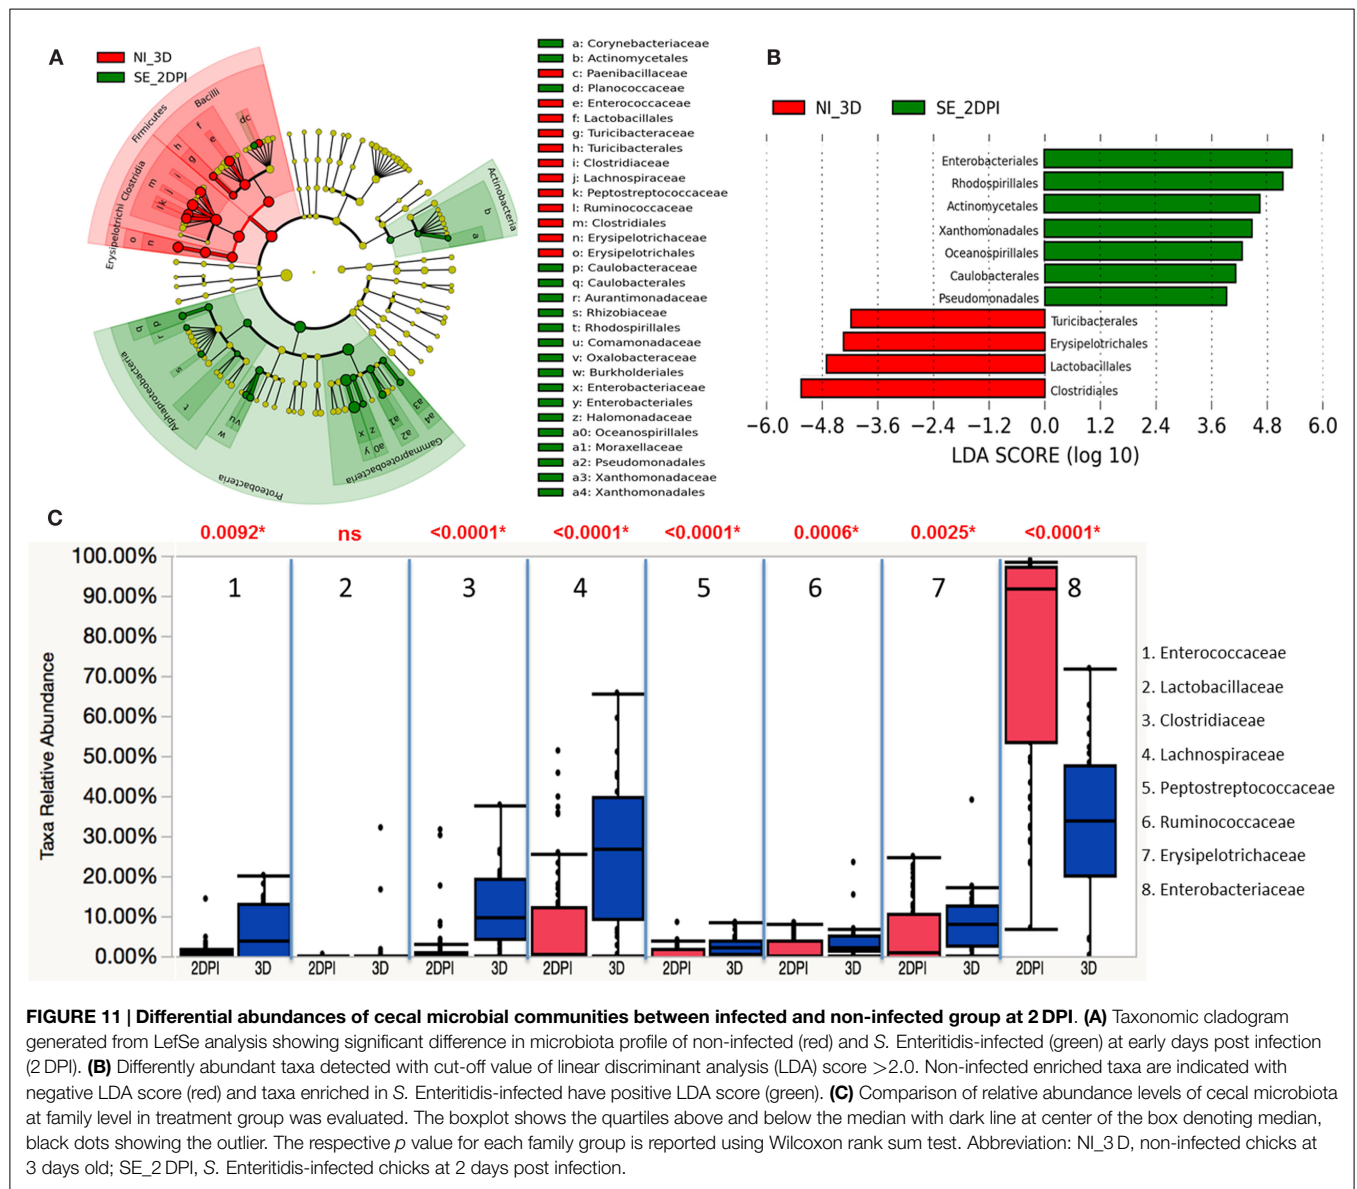 A
NI_3D
SE_2DPI
Firmicutes
Bacilli
Clostridia
Erysipelotrichi
Actinobacteria
Proteobacteria
Alphaproteobacteria
Gammaproteobacteria
dc
f
e
h
g
m
o
n
b
a
q
p
r
s
t
w
vu
x
y
z
a0
a1
a2
a3
a4
a: Corynebacteriaceae
b: Actinomycetales
c: Paenibacillaceae
d: Planococcaceae
e: Enterococcaceae
f: Lactobacillales
g: Turicibacteraceae
h: Turicibacterales
i: Clostridiaceae
j: Lachnospiraceae
k: Peptostreptococcaceae
l: Ruminococcaceae
m: Clostridiales
n: Erysipelotrichaceae
o: Erysipelotrichales
p: Caulobacteraceae
q: Caulobacterales
r: Aurantimonadaceae
s: Rhizobiaceae
t: Rhodospirillales
u: Comamonadaceae
v: Oxalobacteraceae
w: Burkholderiales
x: Enterobacteriaceae
y: Enterobacteriales
z: Halomonadaceae
a0: Oceanospirillales
a1: Moraxellaceae
a2: Pseudomonadales
a3: Xanthomonadaceae
a4: Xanthomonadales
B
NI_3D SE_2DPI
Enterobacteriales
Rhodospirillales
Actinomycetales
Xanthomonadales
Oceanospirillales
Caulobacterales
Pseudomonadales
Turicibacterales
Erysipelotrichales
Lactobacillales
Clostridiales
−6.0 −4.8 −3.6 −2.4 −1.2 0.0 1.2 2.4 3.6 4.8 6.0
LDA SCORE (log 10)
C
0.0092* ns <0.0001* <0.0001* <0.0001* 0.0006* 0.0025* <0.0001*
1 2 3 4 5 6 7 8
Taxa Relative Abundance
100.00%
90.00%
80.00%
70.00%
60.00%
50.00%
40.00%
30.00%
20.00%
10.00%
0.00%
2DPI 3D 2DPI 3D 2DPI 3D 2DPI 3D 2DPI 3D 2DPI 3D 2DPI 3D 2DPI 3D
1. Enterococcaceae
2. Lactobacillaceae
3. Clostridiaceae
4. Lachnospiraceae
5. Peptostreptococcaceae
6. Ruminococcaceae
7. Erysipelotrichaceae
8. Enterobacteriaceae
FIGURE 11 | Differential abundances of cecal microbial communities between infected and non-infected group at 2 DPI. (A) Taxonomic cladogram
generated from LefSe analysis showing significant difference in microbiota profile of non-infected (red) and S. Enteritidis-infected (green) at early days post infection
(2 DPI). (B) Differently abundant taxa detected with cut-off value of linear discriminant analysis (LDA) score >2.0. Non-infected enriched taxa are indicated with
negative LDA score (red) and taxa enriched in S. Enteritidis-infected have positive LDA score (green). (C) Comparison of relative abundance levels of cecal microbiota
at family level in treatment group was evaluated. The boxplot shows the quartiles above and below the median with dark line at center of the box denoting median,
black dots showing the outlier. The respective p value for each family group is reported using Wilcoxon rank sum test. Abbreviation: NI_3 D, non-infected chicks at
3 days old; SE_2 DPI, S. Enteritidis-infected chicks at 2 days post infection.